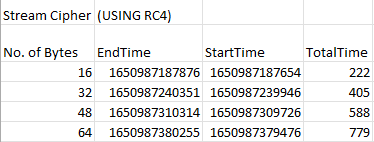 Stream Cipher (USING RC4)
No. of Bytes EndTime StartTime TotalTime
16 1650987187876 1650987187654 222
32 1650987240351 1650987239946 405
48 1650987310314 1650987309726 588
64 1650987380255 1650987379476 779